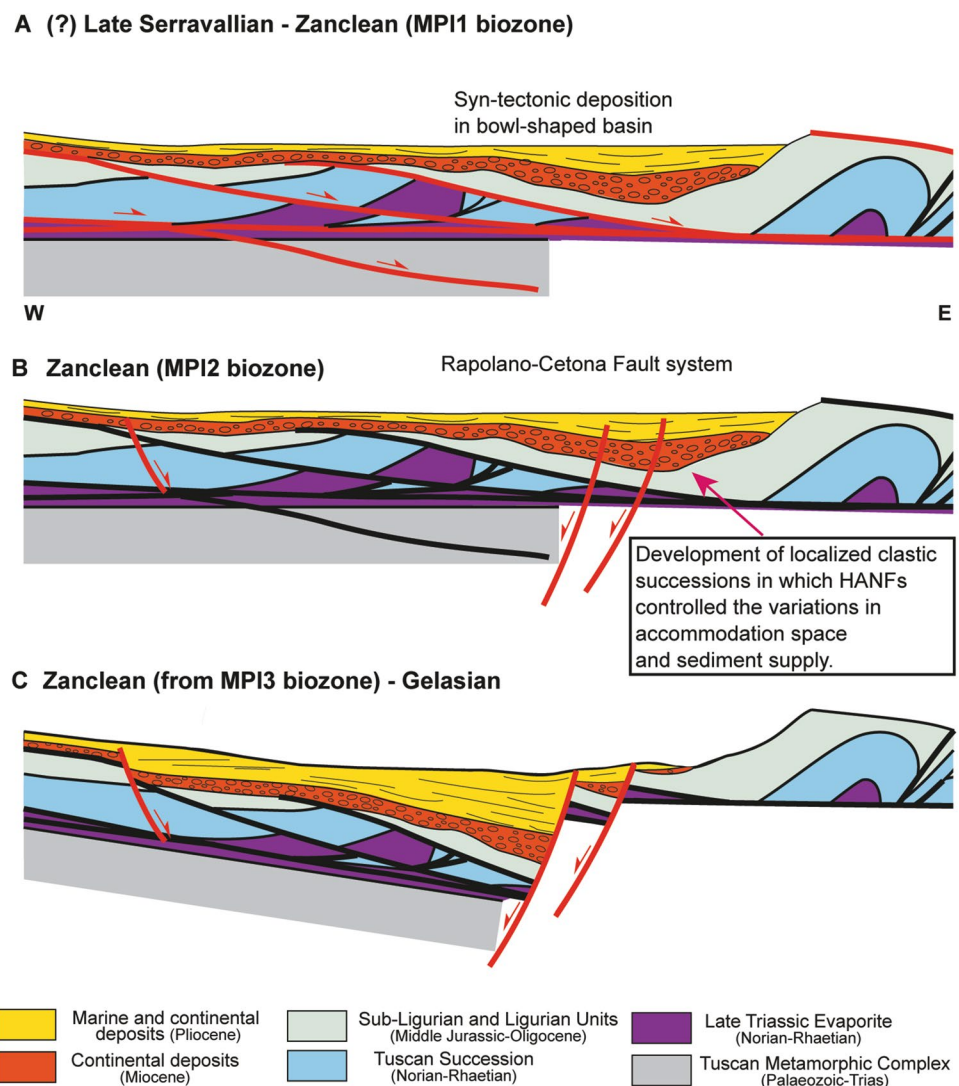 A (?) Late Serravallian - Zanclean (MPI1 biozone)
Syn-tectonic deposition
in bowl-shaped basin
W
E
B Zanclean (MPI2 biozone)
Rapolano-Cetona Fault system
Development of localized clastic
successions in which HANFs
controlled the variations in
accommodation space
and sediment supply.
C Zanclean (from MPI3 biozone) - Gelasian
Marine and continental
deposits (Pliocene)
Continental deposits
(Miocene)
Sub-Ligurian and Ligurian Units
(Middle Jurassic-Oligocene)
Tuscan Succession
(Norian-Rhaetian)
Late Triassic Evaporite
(Norian-Rhaetian)
Tuscan Metamorphic Complex
(Palaeozoic-Trias)